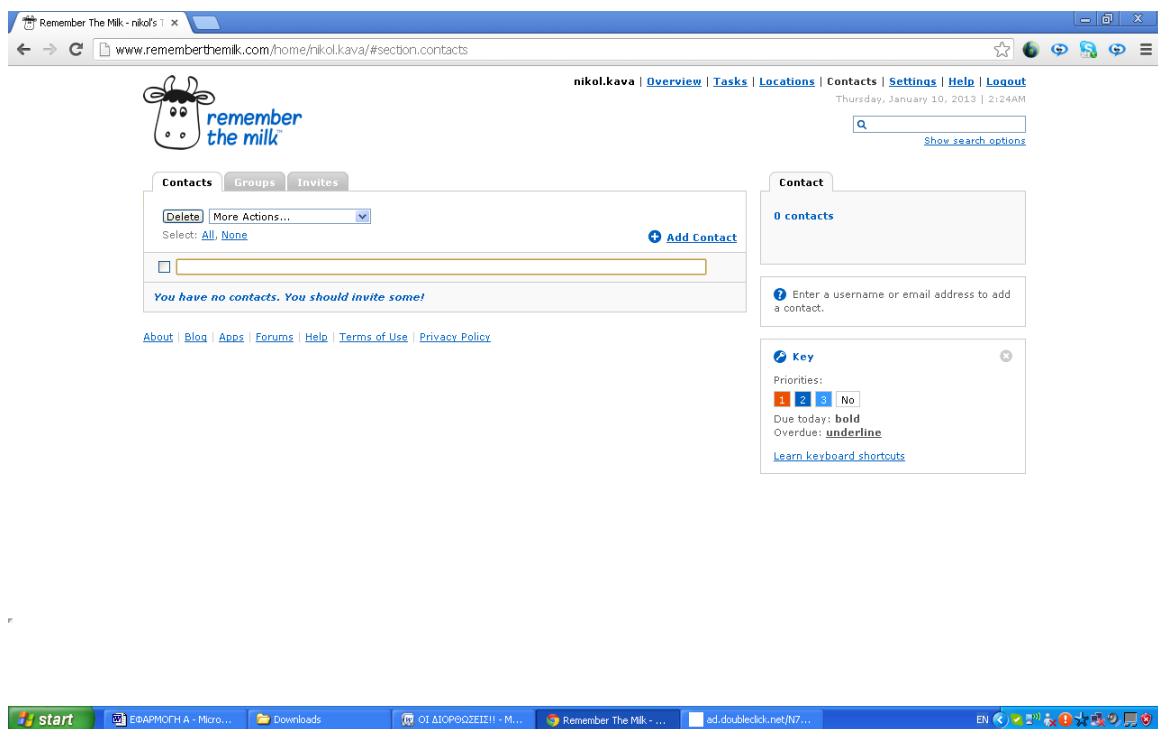 Remember The Milk - nikol's T
www.rememberthemilk.com/home/nikol.kava/#section.contacts
nikol.kava | Overview | Tasks | Locations | Contacts | Settings | Help | Logout
Thursday, January 10, 2013 | 2:24AM
remember
the milk™
Show search options
Contacts Groups Invites
Delete More Actions...
Select: All, None
Add Contact
You have no contacts. You should invite some!
About | Blog | Apps | Forums | Help | Terms of Use | Privacy Policy
Contact
0 contacts
Enter a username or email address to add
a contact.
Key
Priorities:
1 2 3 No
Due today: bold
Overdue: underline
Learn keyboard shortcuts
start ΕΦΑΡΜΟΓΗ Α - Micro... Downloads ΟΙ ΔΙΟΡΘΩΣΕΙΣ!! - M... Remember The Milk - ... ad.doubleclick.net/N7... EN